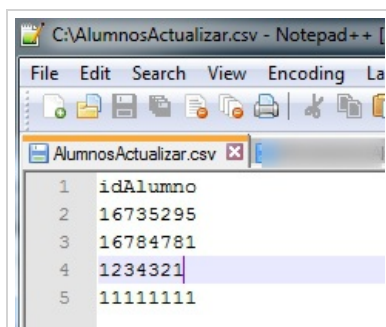 C:\AlumnosActualizar.csv - Notepad++ [
File Edit Search View Encoding La
AlumnosActualizar.csv
1 idAlumno
2 16735295
3 16784781
4 1234321
5 11111111